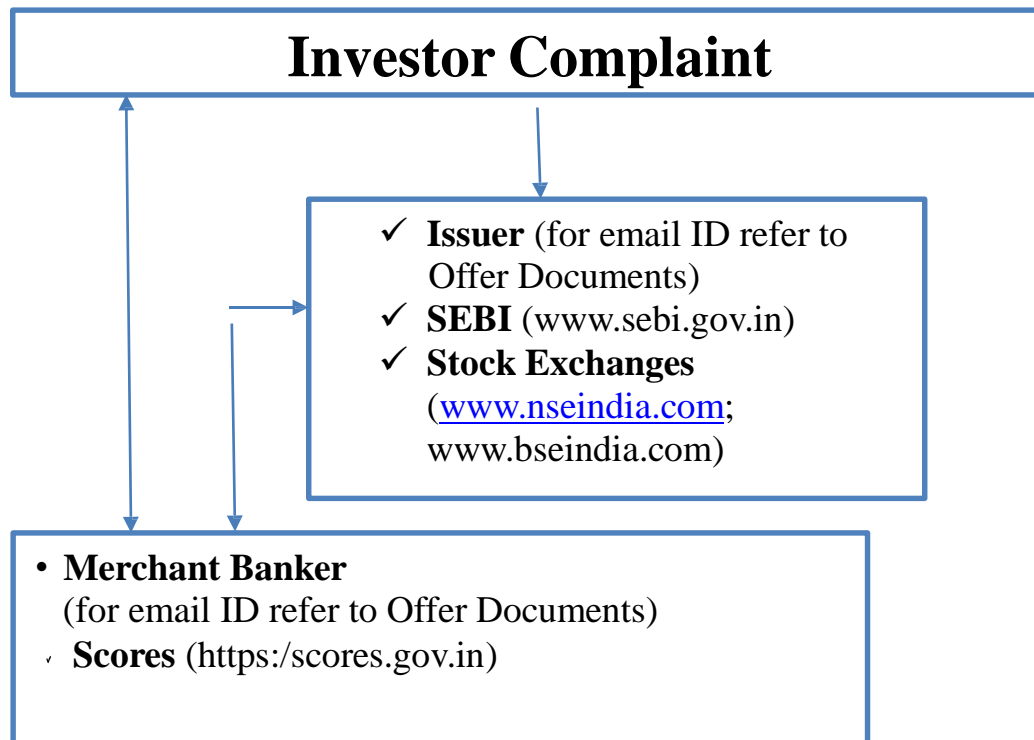 Investor Complaint
✓ Issuer (for email ID refer to
Offer Documents)
✓ SEBI (www.sebi.gov.in)
✓ Stock Exchanges
(www.nseindia.com;
www.bseindia.com)
• Merchant Banker
(for email ID refer to Offer Documents)
✓ Scores (https:/scores.gov.in)